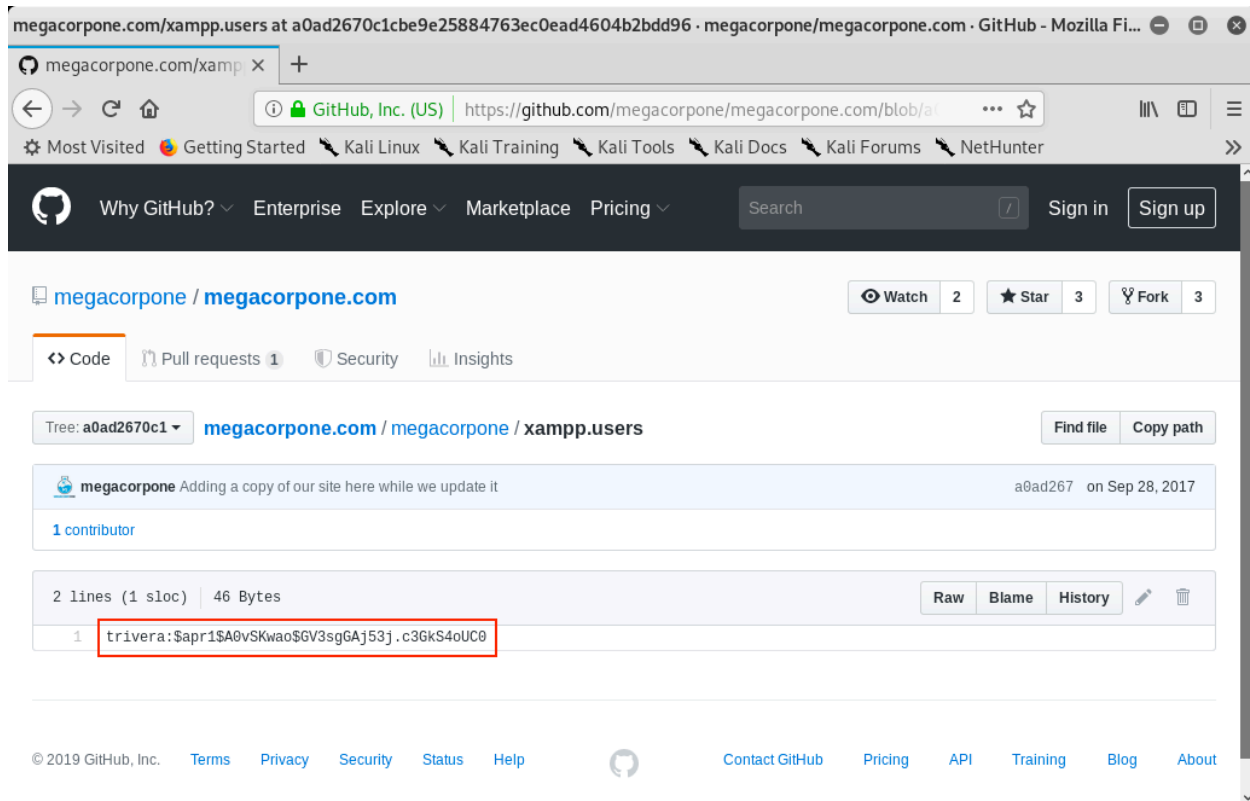 megacorpone.com/xampp.users at a0ad2670c1cbe9e25884763ec0ead4604b2bdd96 · megacorpone/megacorpone.com · GitHub - Mozilla Fi...
megacorpone.com/xamp
GitHub, Inc. (US) https://github.com/megacorpone/megacorpone.com/blob/a
Most Visited Getting Started Kali Linux Kali Training Kali Tools Kali Docs Kali Forums NetHunter
Why GitHub? Enterprise Explore Marketplace Pricing Search / Sign in Sign up
megacorpone / megacorpone.com Watch 2 Star 3 Fork 3
Code Pull requests 1 Security Insights
Tree: a0ad2670c1 megacorpone.com / megacorpone / xampp.users Find file Copy path
megacorpone Adding a copy of our site here while we update it a0ad267 on Sep 28, 2017
1 contributor
2 lines (1 sloc) 46 Bytes Raw Blame History
1 trivera:$apr1$A0vSKwao$GV3sgGAj53j.c3GkS4oUC0
© 2019 GitHub, Inc. Terms Privacy Security Status Help Contact GitHub Pricing API Training Blog About